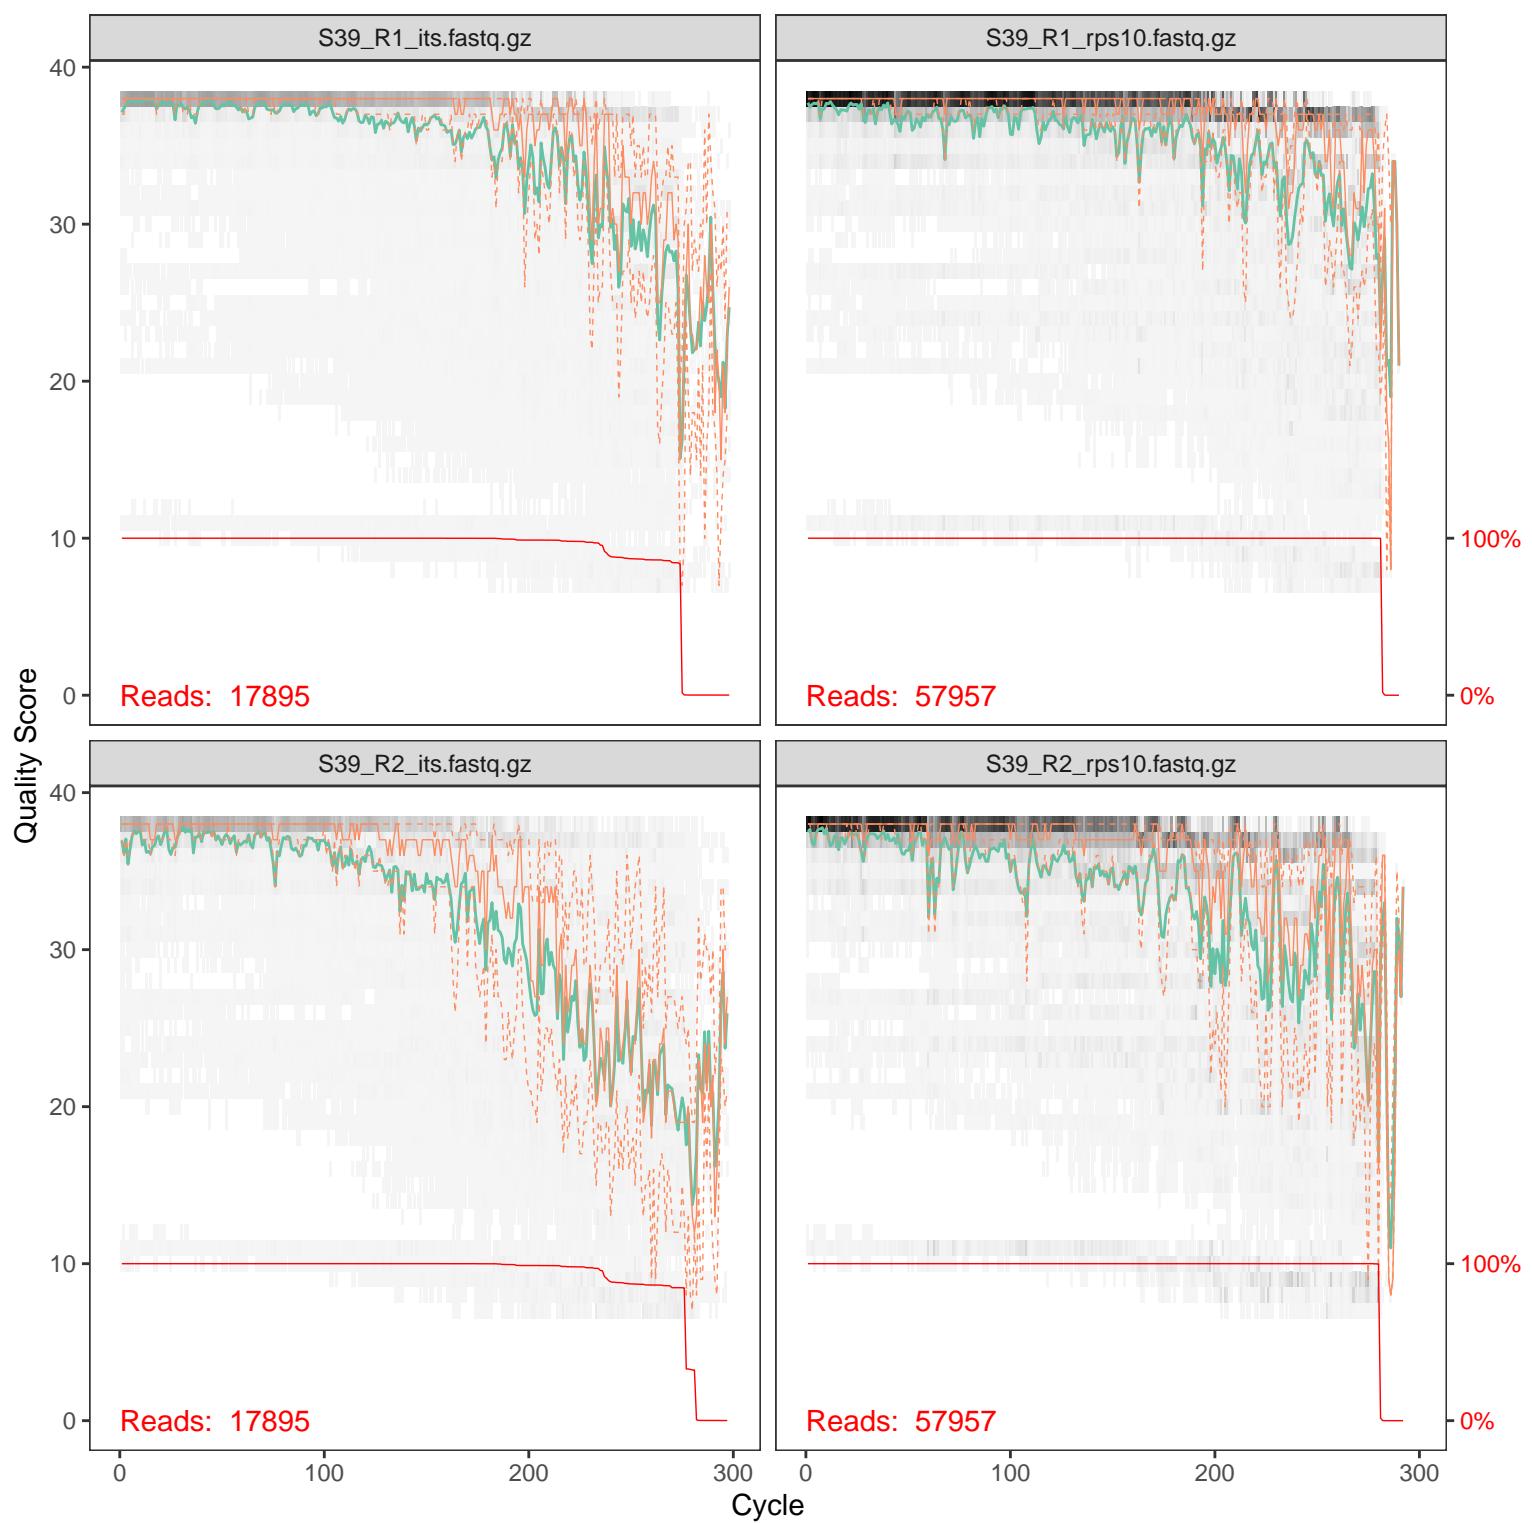 S39_R1_its.fastq.gz
S39_R1_rps10.fastq.gz
40
30
20
10
0
Reads: 17895
Reads: 57957
100%
0%
Quality Score
S39_R2_its.fastq.gz
S39_R2_rps10.fastq.gz
40
30
20
10
0
Reads: 17895
Reads: 57957
100%
0%
0 100 200 300
0 100 200 300
Cycle